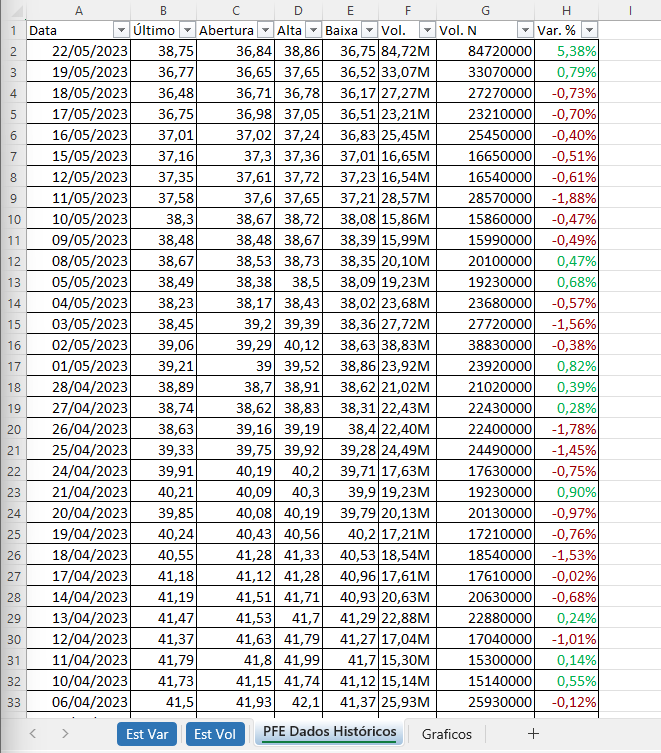 A B C D E F G H I
1 Data Último Abertura Alta Baixa Vol. Vol. N Var. %
2 22/05/2023 38,75 36,84 38,86 36,75 84,72M 84720000 5,38%
3 19/05/2023 36,77 36,65 37,65 36,52 33,07M 33070000 0,79%
4 18/05/2023 36,48 36,71 36,78 36,17 27,27M 27270000 -0,73%
5 17/05/2023 36,75 36,98 37,05 36,51 23,21M 23210000 -0,70%
6 16/05/2023 37,01 37,02 37,24 36,83 25,45M 25450000 -0,40%
7 15/05/2023 37,16 37,3 37,36 37,01 16,65M 16650000 -0,51%
8 12/05/2023 37,35 37,61 37,72 37,23 16,54M 16540000 -0,61%
9 11/05/2023 37,58 37,6 37,65 37,21 28,57M 28570000 -1,88%
10 10/05/2023 38,3 38,67 38,72 38,08 15,86M 15860000 -0,47%
11 09/05/2023 38,48 38,48 38,67 38,39 15,99M 15990000 -0,49%
12 08/05/2023 38,67 38,53 38,73 38,35 20,10M 20100000 0,47%
13 05/05/2023 38,49 38,38 38,5 38,09 19,23M 19230000 0,68%
14 04/05/2023 38,23 38,17 38,43 38,02 23,68M 23680000 -0,57%
15 03/05/2023 38,45 39,2 39,39 38,36 27,72M 27720000 -1,56%
16 02/05/2023 39,06 39,29 40,12 38,63 38,83M 38830000 -0,38%
17 01/05/2023 39,21 39 39,52 38,86 23,92M 23920000 0,82%
18 28/04/2023 38,89 38,7 38,91 38,62 21,02M 21020000 0,39%
19 27/04/2023 38,74 38,62 38,83 38,31 22,43M 22430000 0,28%
20 26/04/2023 38,63 39,16 39,19 38,4 22,40M 22400000 -1,78%
21 25/04/2023 39,33 39,75 39,92 39,28 24,49M 24490000 -1,45%
22 24/04/2023 39,91 40,19 40,2 39,71 17,63M 17630000 -0,75%
23 21/04/2023 40,21 40,09 40,3 39,9 19,23M 19230000 0,90%
24 20/04/2023 39,85 40,08 40,19 39,79 20,13M 20130000 -0,97%
25 19/04/2023 40,24 40,43 40,56 40,2 17,21M 17210000 -0,76%
26 18/04/2023 40,55 41,28 41,33 40,53 18,54M 18540000 -1,53%
27 17/04/2023 41,18 41,12 41,28 40,96 17,61M 17610000 -0,02%
28 14/04/2023 41,19 41,51 41,71 40,93 20,63M 20630000 -0,68%
29 13/04/2023 41,47 41,53 41,7 41,29 22,88M 22880000 0,24%
30 12/04/2023 41,37 41,63 41,79 41,27 17,04M 17040000 -1,01%
31 11/04/2023 41,79 41,8 41,99 41,7 15,30M 15300000 0,14%
32 10/04/2023 41,73 41,15 41,74 41,12 15,14M 15140000 0,55%
33 06/04/2023 41,5 41,93 42,1 41,37 25,93M 25930000 -0,12%
Est Var Est Vol PFE Dados Históricos Graficos